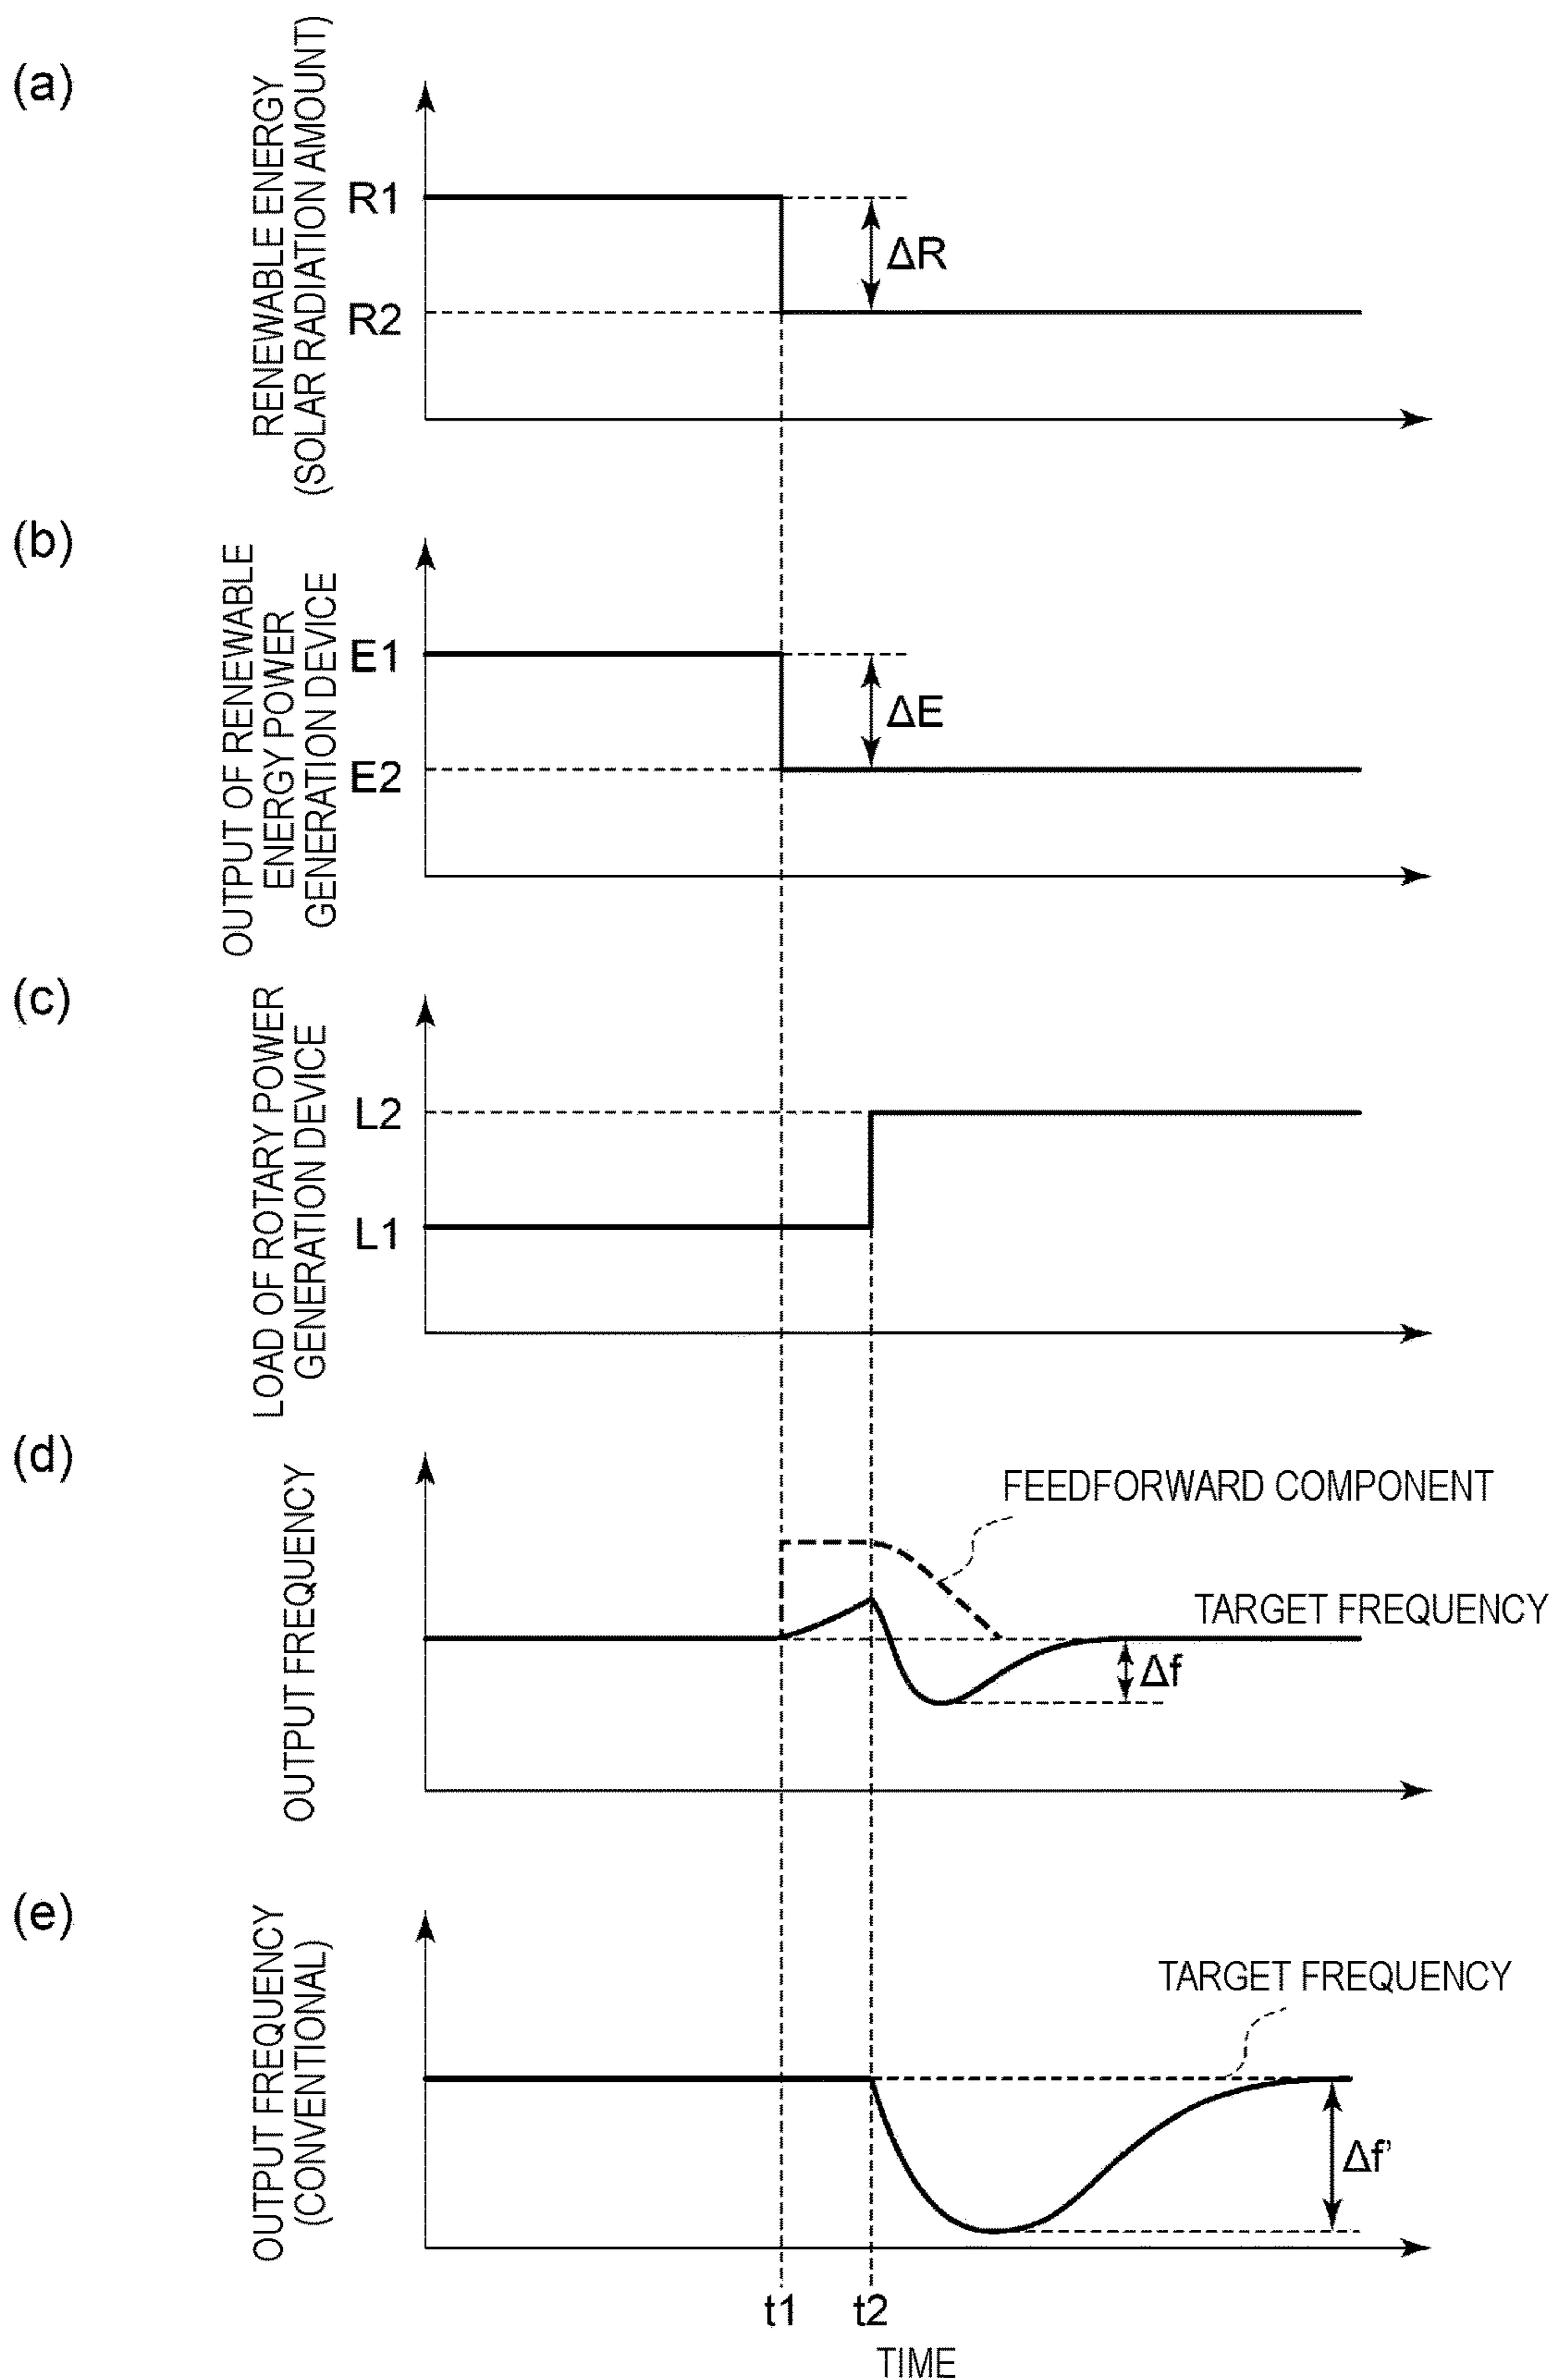 (a)
RENEWABLE ENERGY
(SOLAR RADIATION AMOUNT)
R1
R2
ΔR
(b)
OUTPUT OF RENEWABLE
ENERGY POWER
GENERATION DEVICE
E1
E2
ΔE
(c)
LOAD OF ROTARY POWER
GENERATION DEVICE
L2
L1
(d)
OUTPUT FREQUENCY
FEEDFORWARD COMPONENT
TARGET FREQUENCY
Δf
(e)
OUTPUT FREQUENCY
(CONVENTIONAL)
TARGET FREQUENCY
Δf’
t1
t2
TIME